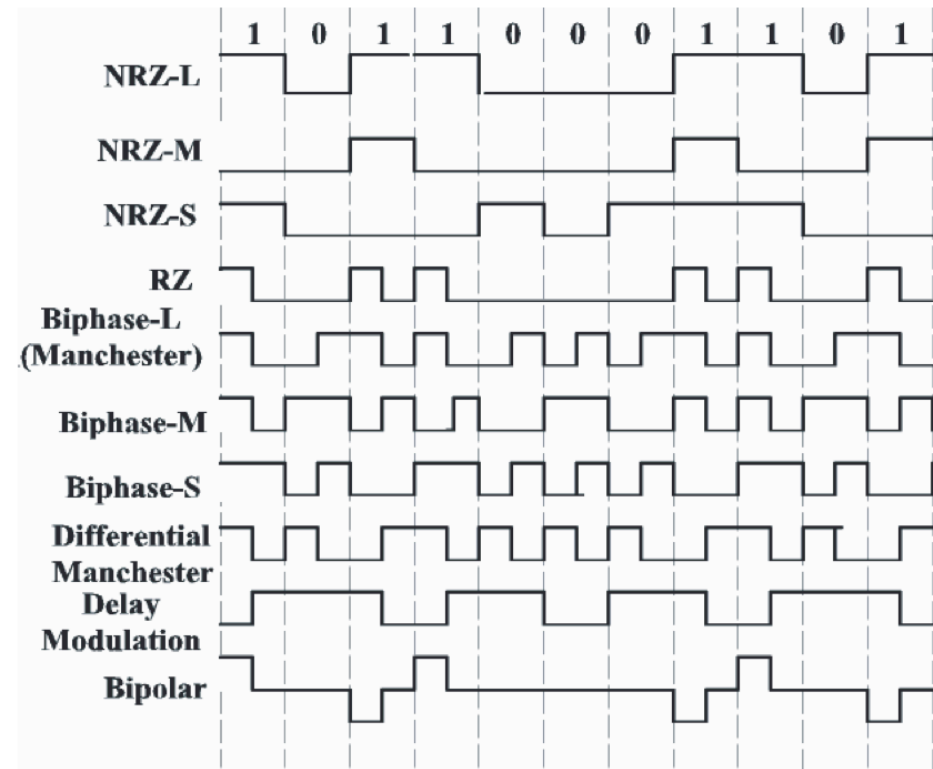 1 0 1 1 0 0 0 1 1 0 1
NRZ-L
NRZ-M
NRZ-S
RZ
Biphase-L
(Manchester)
Biphase-M
Biphase-S
Differential
Manchester
Delay
Modulation
Bipolar